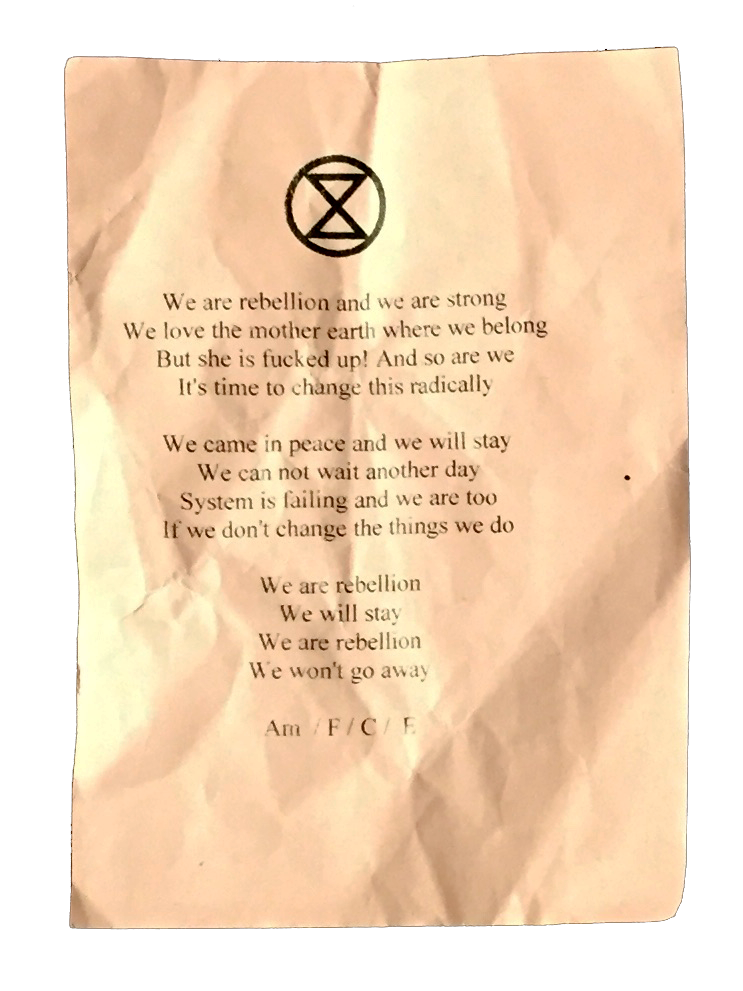 We are rebellion and we are strong
We love the mother earth where we belong
But she is fucked up! And so are we
It's time to change this radically
We came in peace and we will stay
We can not wait another day
System is failing and we are too
If we don't change the things we do
We are rebellion
We will stay
We are rebellion
We won't go away
Am / F / C / E